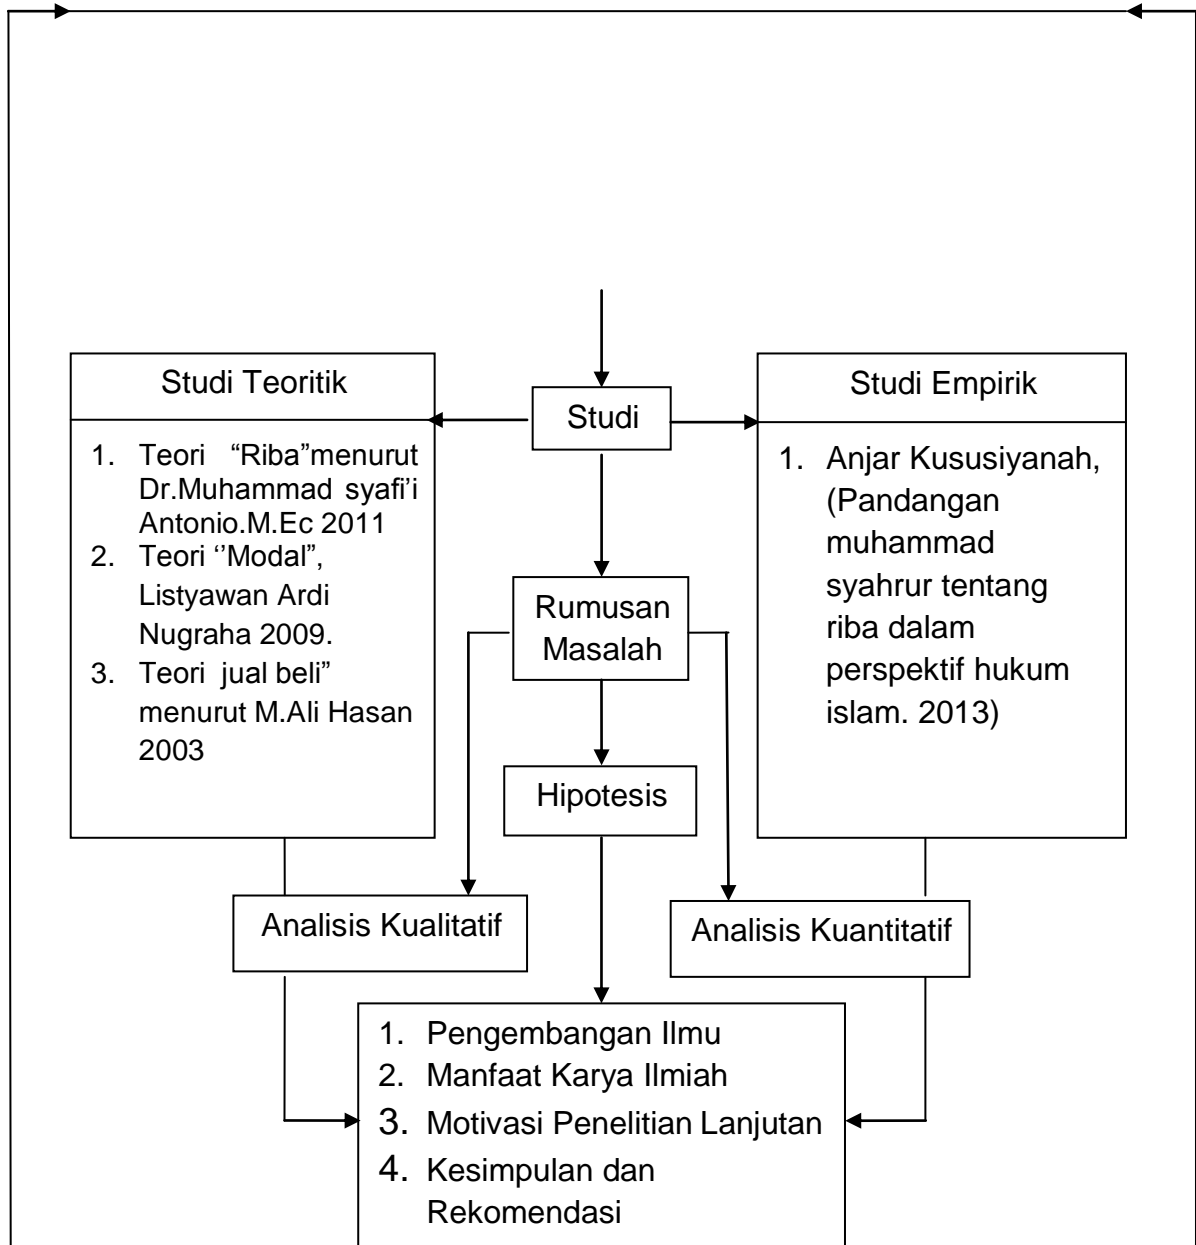 Studi Teoritik
1. Teori “Riba”menurut
Dr.Muhammad syafi’i
Antonio.M.Ec 2011
2. Teori ‘’Modal”,
Listyawan Ardi
Nugraha 2009.
3. Teori jual beli”
menurut M.Ali Hasan
2003
Studi
Studi Empirik
1. Anjar Kususiyanah,
(Pandangan
muhammad
syahrur tentang
riba dalam
perspektif hukum
islam. 2013)
Rumusan
Masalah
Hipotesis
Analisis Kualitatif
Analisis Kuantitatif
1. Pengembangan Ilmu
2. Manfaat Karya Ilmiah
3. Motivasi Penelitian Lanjutan
4. Kesimpulan dan
Rekomendasi